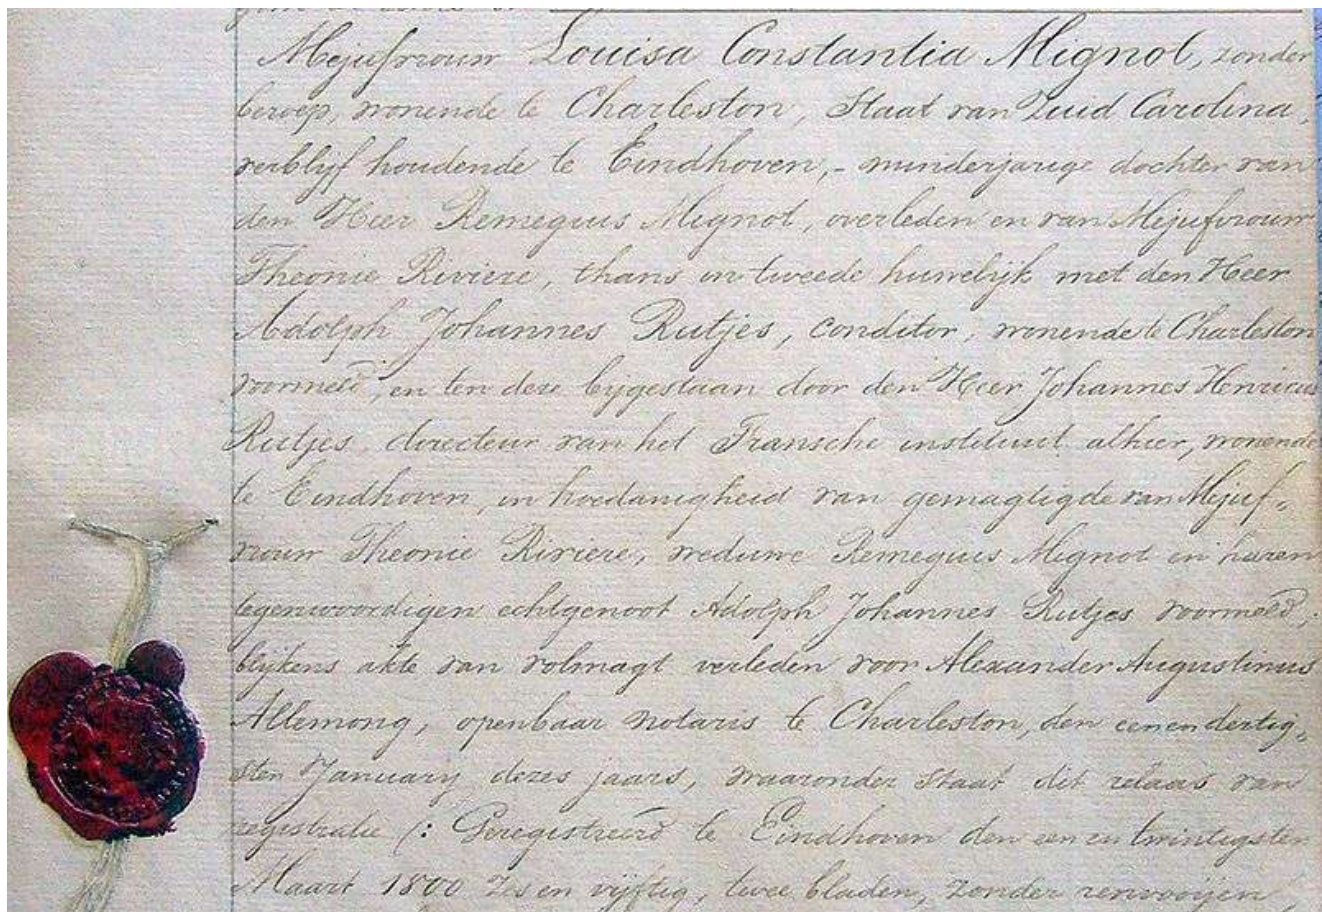 Mejufvrouw Louisa Constantia Mignot, zonder
beroep, wonende te Charleston, Staat van Zuid Carolina,
verblyf houdende te Eindhoven,- minderjarige dochter van
den Heer Remegius Mignot, overleden en van Mejufvrouw
Theonie Riviere, thans in tweede huwelijk met den Heer
Adolph Johannes Rutjes, conditor, wonende te Charleston
voormeld, en ten deze bijgestaan door den Heer Johannes Henricus
Rutjes, directeur van het Fransche instituut alhier, wonende
te Eindhoven, in hoedanigheid van gemagtigde van Mejuf„
vrouw Theonie Riviere, weduwe Remegius Mignot en haren
tegenwoordigen echtgenoot Adolph Johannes Rutjes voormeld,
blijkens akte van volmagt verleden voor Alexander Augustinus
Allemong, openbaar notaris te Charleston, den eenendertig„
sten January dezes jaars, waaronder staat dit relaas van
registratie (: Geregistreerd te Eindhoven den een en twintigsten
Maart 1800 zes en vijftig, twee bladen, zonder renvooijen,